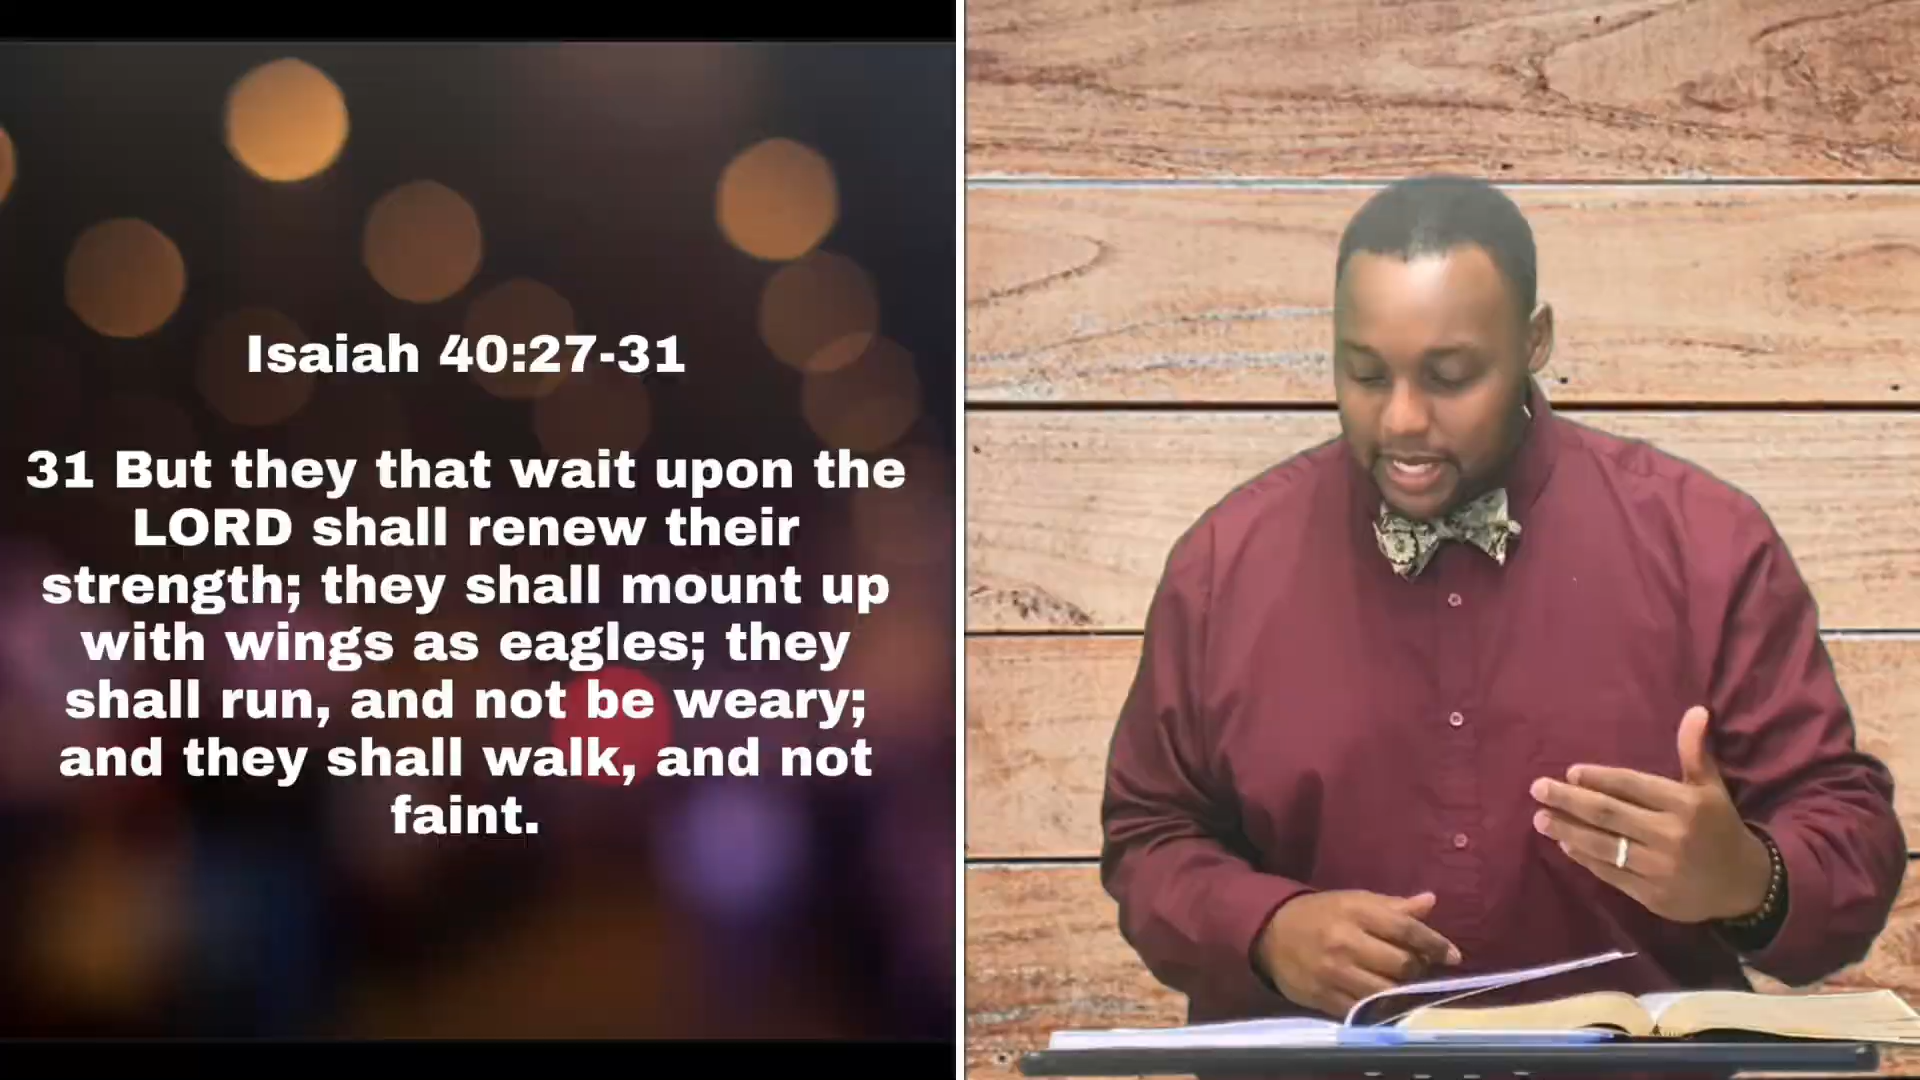 Isaiah 40:27-31
31 But they that wait upon the
LORD shall renew their
strength; they shall mount up
with wings as eagles; they
shall run, and not be weary;
and they shall walk, and not
faint.